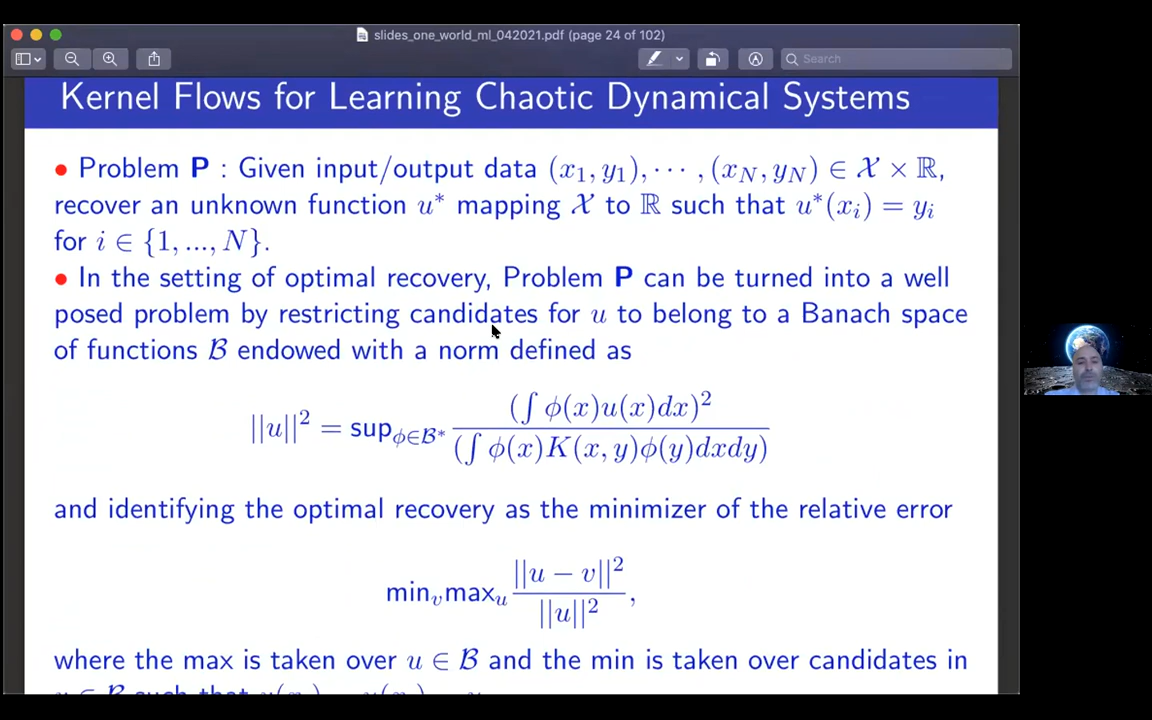 slides_one_world_ml_042021.pdf (page 24 of 102)
Search
Kernel Flows for Learning Chaotic Dynamical Systems
• Problem P : Given input/output data (x₁, y₁), ⋯ , (x_N, y_N) ∈ 𝒳 × ℝ,
recover an unknown function u* mapping 𝒳 to ℝ such that u*(x_i) = y_i
for i ∈ {1, ..., N}.
• In the setting of optimal recovery, Problem P can be turned into a well
posed problem by restricting candidates for u to belong to a Banach space
of functions ℬ endowed with a norm defined as
||u||² = sup_{ϕ∈ℬ*} (∫ ϕ(x)u(x)dx)² / (∫ ϕ(x)K(x, y)ϕ(y)dxdy)
and identifying the optimal recovery as the minimizer of the relative error
min_v max_u ||u − v||² / ||u||²,
where the max is taken over u ∈ ℬ and the min is taken over candidates in